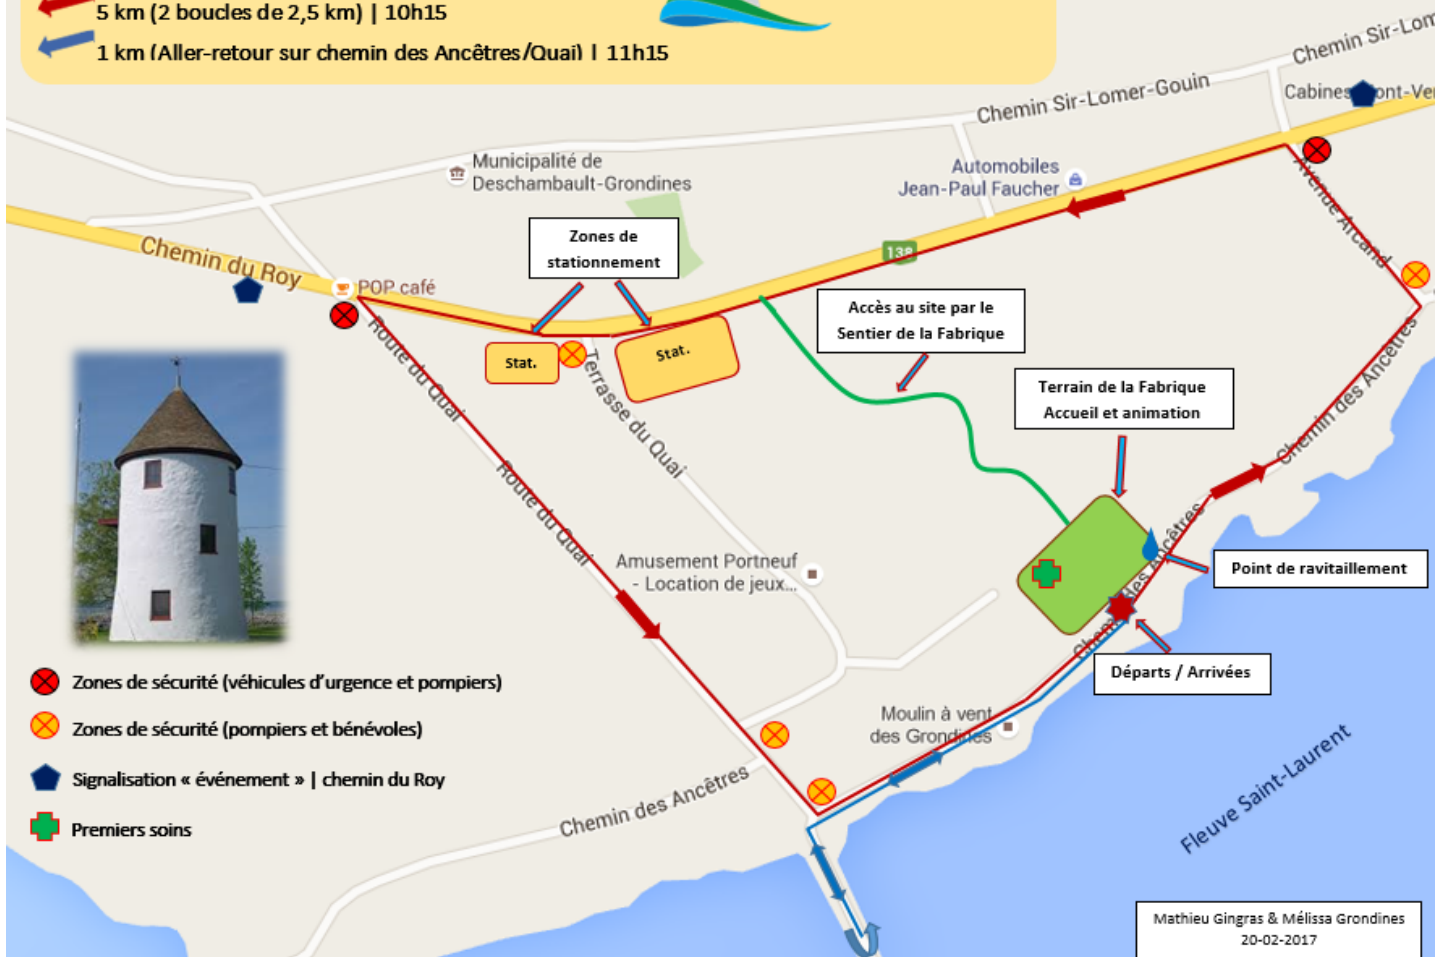 5 km (2 boucles de 2,5 km) | 10h15
1 km (Aller-retour sur chemin des Ancêtres/Quai) | 11h15
Chemin Sir-Lom
Chemin Sir-Lomer-Gouin
Cabines
ont-Ver
Municipalité de
Deschambault-Grondines
Automobiles
Jean-Paul Faucher
Avenue Arcand
Zones de
stationnement
138
Chemin du Roy
POP café
Accès au site par le
Sentier de la Fabrique
Route du Quai
Stat.
Stat.
Terrasse du Quai
Terrain de la Fabrique
Accueil et animation
Chemin des Ancêtres
Route du Quai
Amusement Portneuf
- Location de jeux...
Chemin des Ancêtres
Point de ravitaillement
Départs / Arrivées
Zones de sécurité (véhicules d'urgence et pompiers)
Zones de sécurité (pompiers et bénévoles)
Moulin à vent
des Grondines
Signalisation « événement » | chemin du Roy
Chemin des Ancêtres
Fleuve Saint-Laurent
Premiers soins
Mathieu Gingras & Mélissa Grondines
20-02-2017